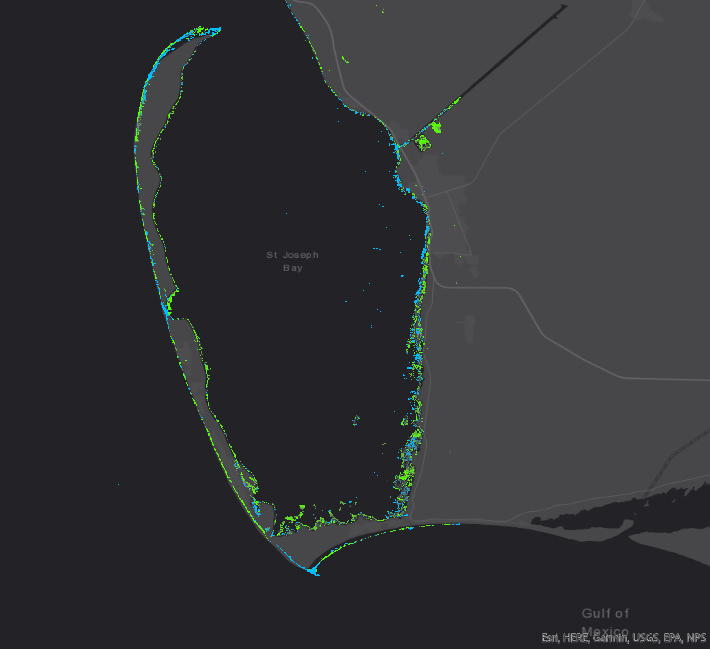 St Joseph
Bay
Gulf of
Mexico
Esri, HERE, Garmin, USGS, EPA, NPS